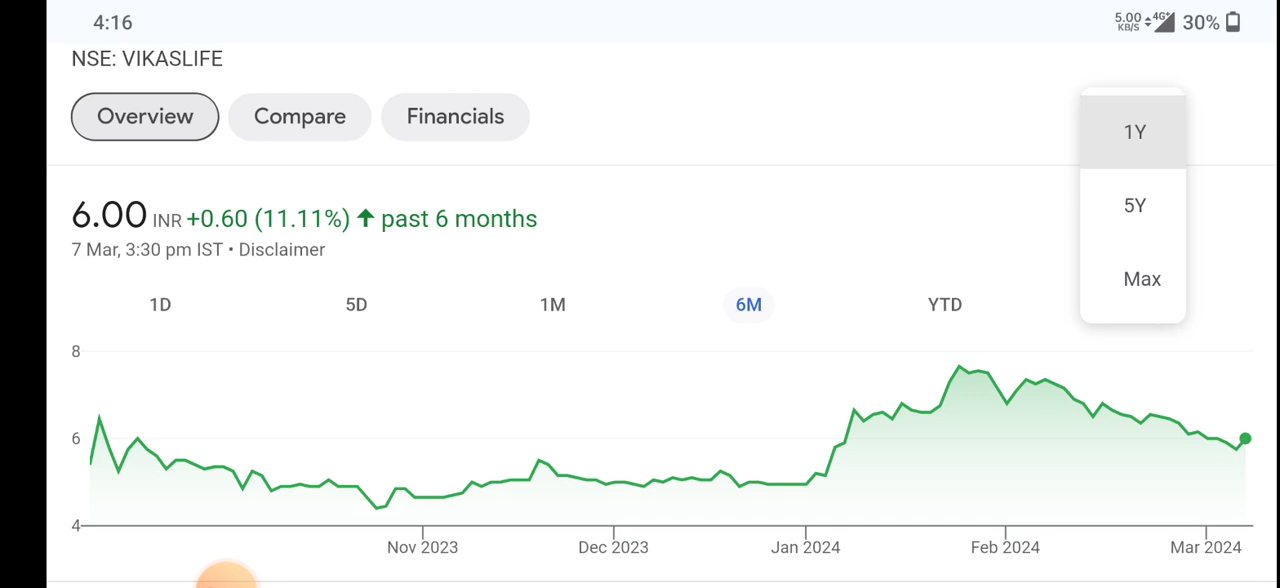 4:16
5.00 KB/S 4G+ 30%
NSE: VIKASLIFE
Overview Compare Financials
1Y
5Y
Max
6.00 INR +0.60 (11.11%) ↑ past 6 months
7 Mar, 3:30 pm IST • Disclaimer
1D 5D 1M 6M YTD
8
6
4
Nov 2023 Dec 2023 Jan 2024 Feb 2024 Mar 2024